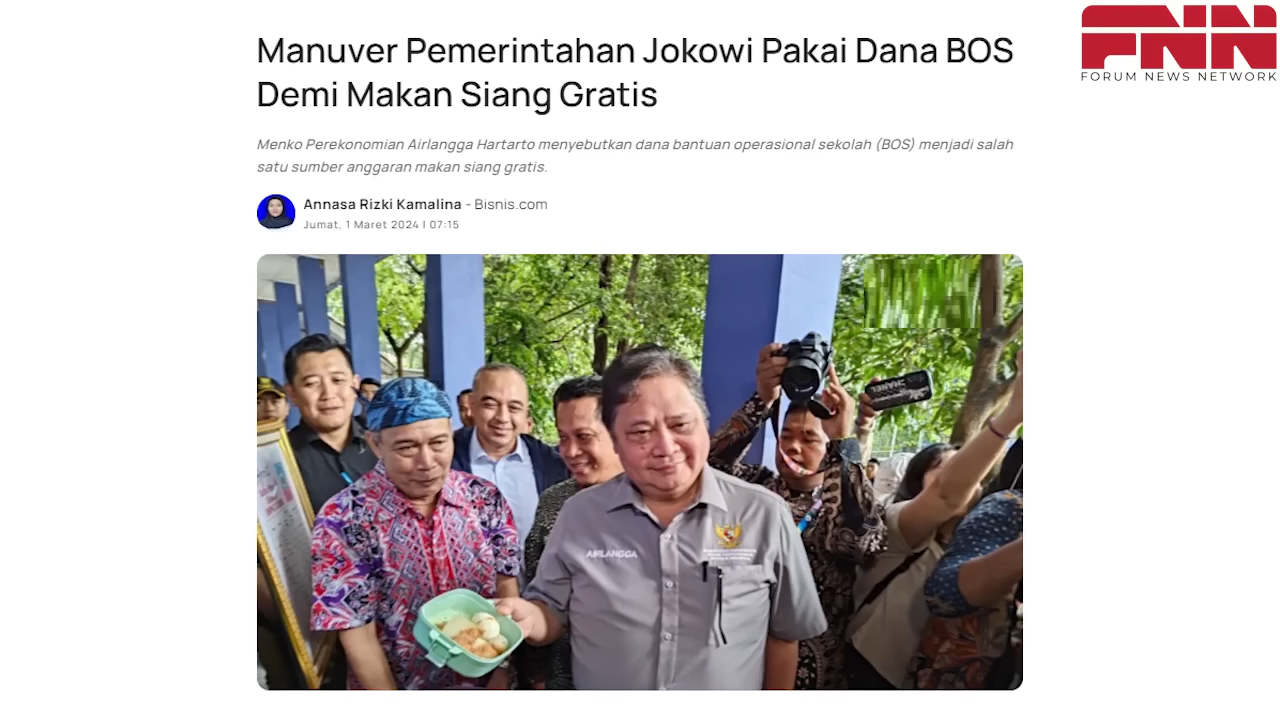 FNN
FORUM NEWS NETWORK
Manuver Pemerintahan Jokowi Pakai Dana BOS
Demi Makan Siang Gratis
Menko Perekonomian Airlangga Hartarto menyebutkan dana bantuan operasional sekolah (BOS) menjadi salah
satu sumber anggaran makan siang gratis.
Annasa Rizki Kamalina - Bisnis.com
Jumat, 1 Maret 2024 | 07:15
CHANEL
AIRLANGGA